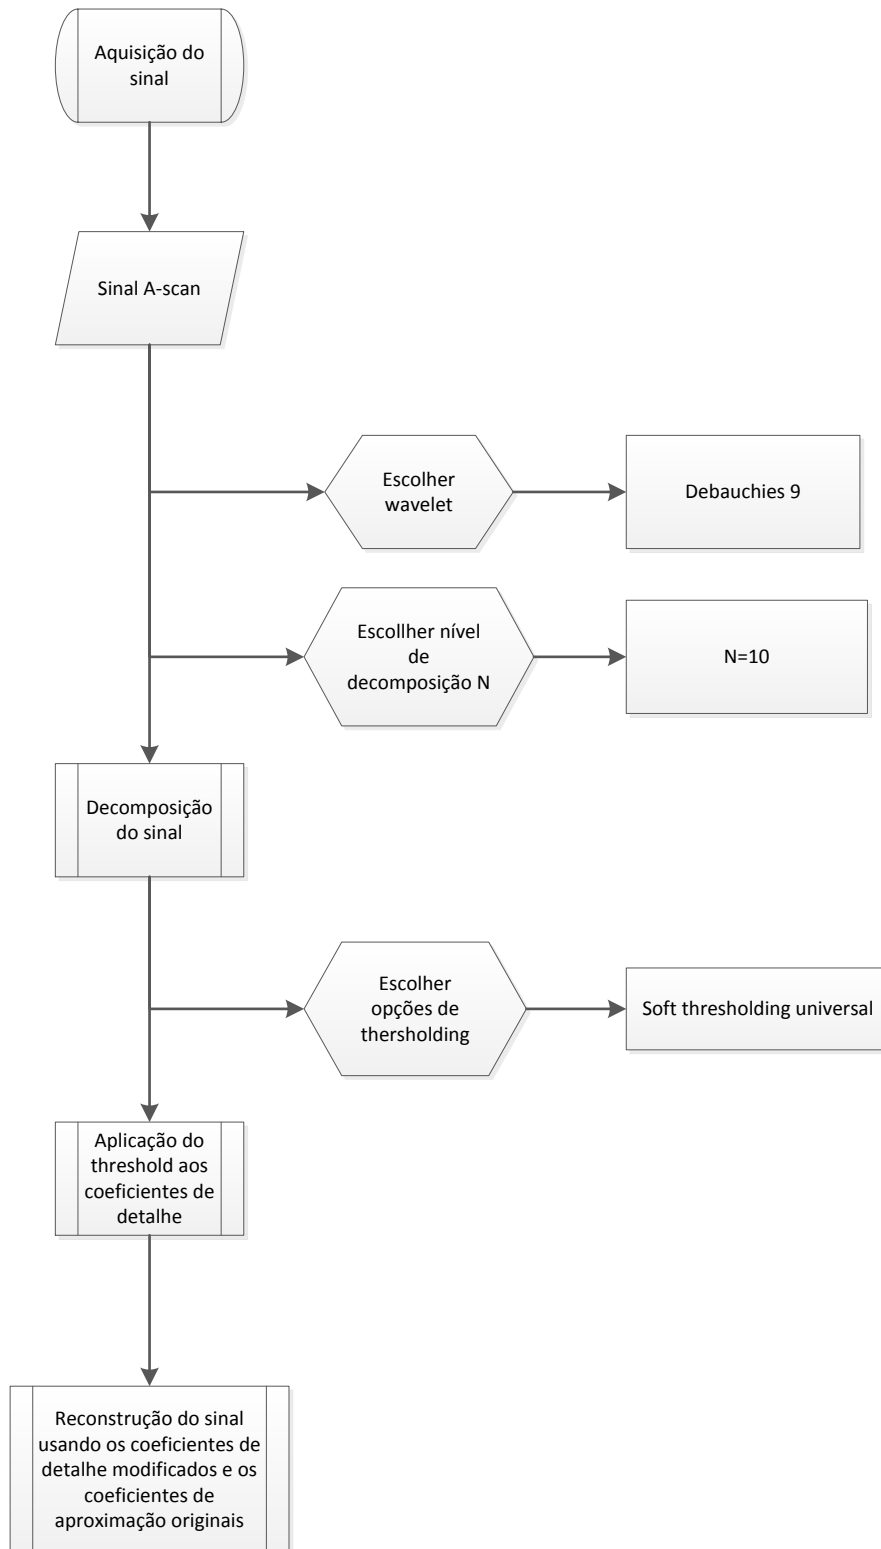 Aquisição do
sinal
Sinal A-scan
Escolher
wavelet
Debauchies 9
Escollher nível
de
decomposição N
N=10
Decomposição
do sinal
Escolher
opções de
thersholding
Soft thresholding universal
Aplicação do
threshold aos
coeficientes de
detalhe
Reconstrução do sinal
usando os coeficientes de
detalhe modificados e os
coeficientes de
aproximação originais